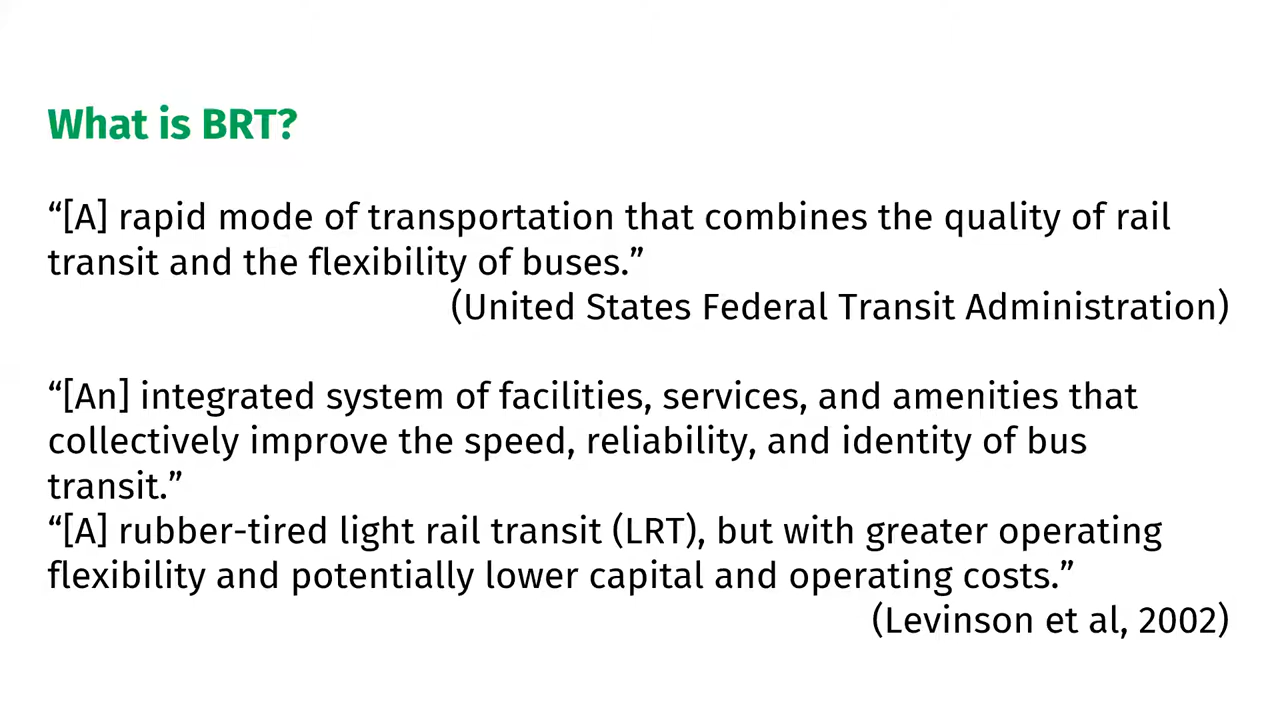 What is BRT?
“[A] rapid mode of transportation that combines the quality of rail
transit and the flexibility of buses.”
(United States Federal Transit Administration)
“[An] integrated system of facilities, services, and amenities that
collectively improve the speed, reliability, and identity of bus
transit.”
“[A] rubber-tired light rail transit (LRT), but with greater operating
flexibility and potentially lower capital and operating costs.”
(Levinson et al, 2002)